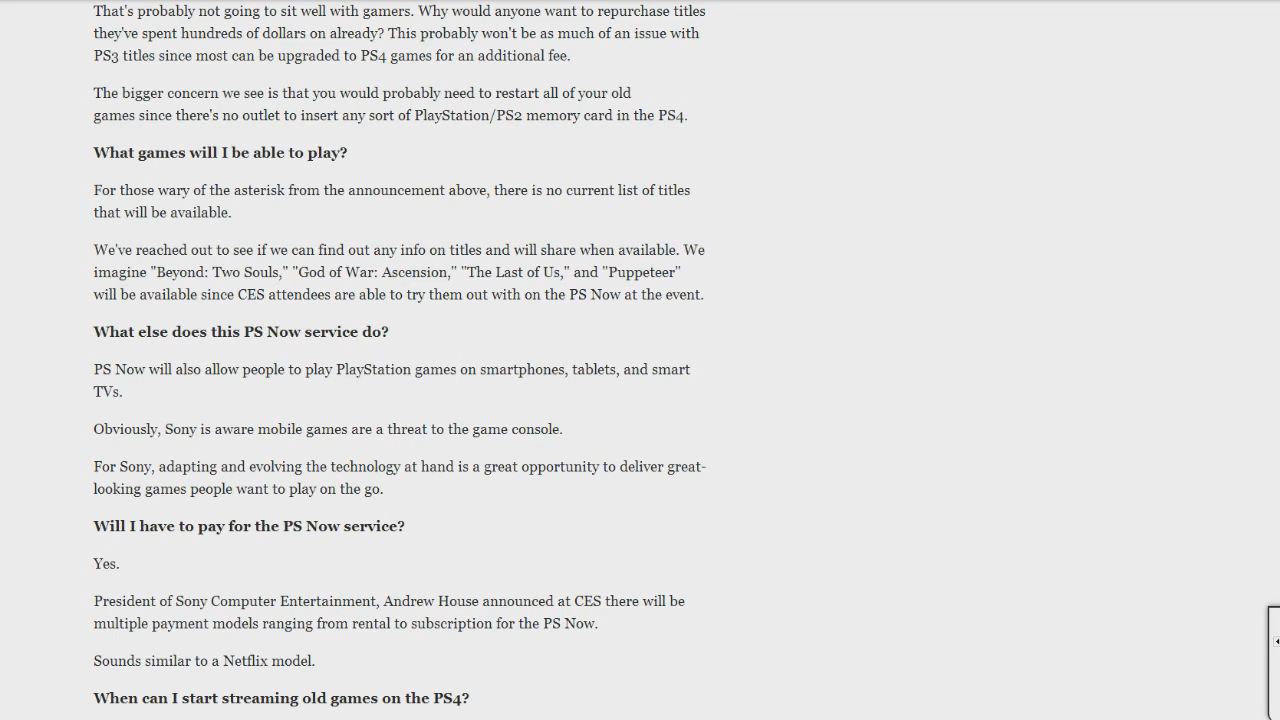 That's probably not going to sit well with gamers. Why would anyone want to repurchase titles
they've spent hundreds of dollars on already? This probably won't be as much of an issue with
PS3 titles since most can be upgraded to PS4 games for an additional fee.
The bigger concern we see is that you would probably need to restart all of your old
games since there's no outlet to insert any sort of PlayStation/PS2 memory card in the PS4.
What games will I be able to play?
For those wary of the asterisk from the announcement above, there is no current list of titles
that will be available.
We've reached out to see if we can find out any info on titles and will share when available. We
imagine "Beyond: Two Souls," "God of War: Ascension," "The Last of Us," and "Puppeteer"
will be available since CES attendees are able to try them out with on the PS Now at the event.
What else does this PS Now service do?
PS Now will also allow people to play PlayStation games on smartphones, tablets, and smart
TVs.
Obviously, Sony is aware mobile games are a threat to the game console.
For Sony, adapting and evolving the technology at hand is a great opportunity to deliver great-
looking games people want to play on the go.
Will I have to pay for the PS Now service?
Yes.
President of Sony Computer Entertainment, Andrew House announced at CES there will be
multiple payment models ranging from rental to subscription for the PS Now.
Sounds similar to a Netflix model.
When can I start streaming old games on the PS4?